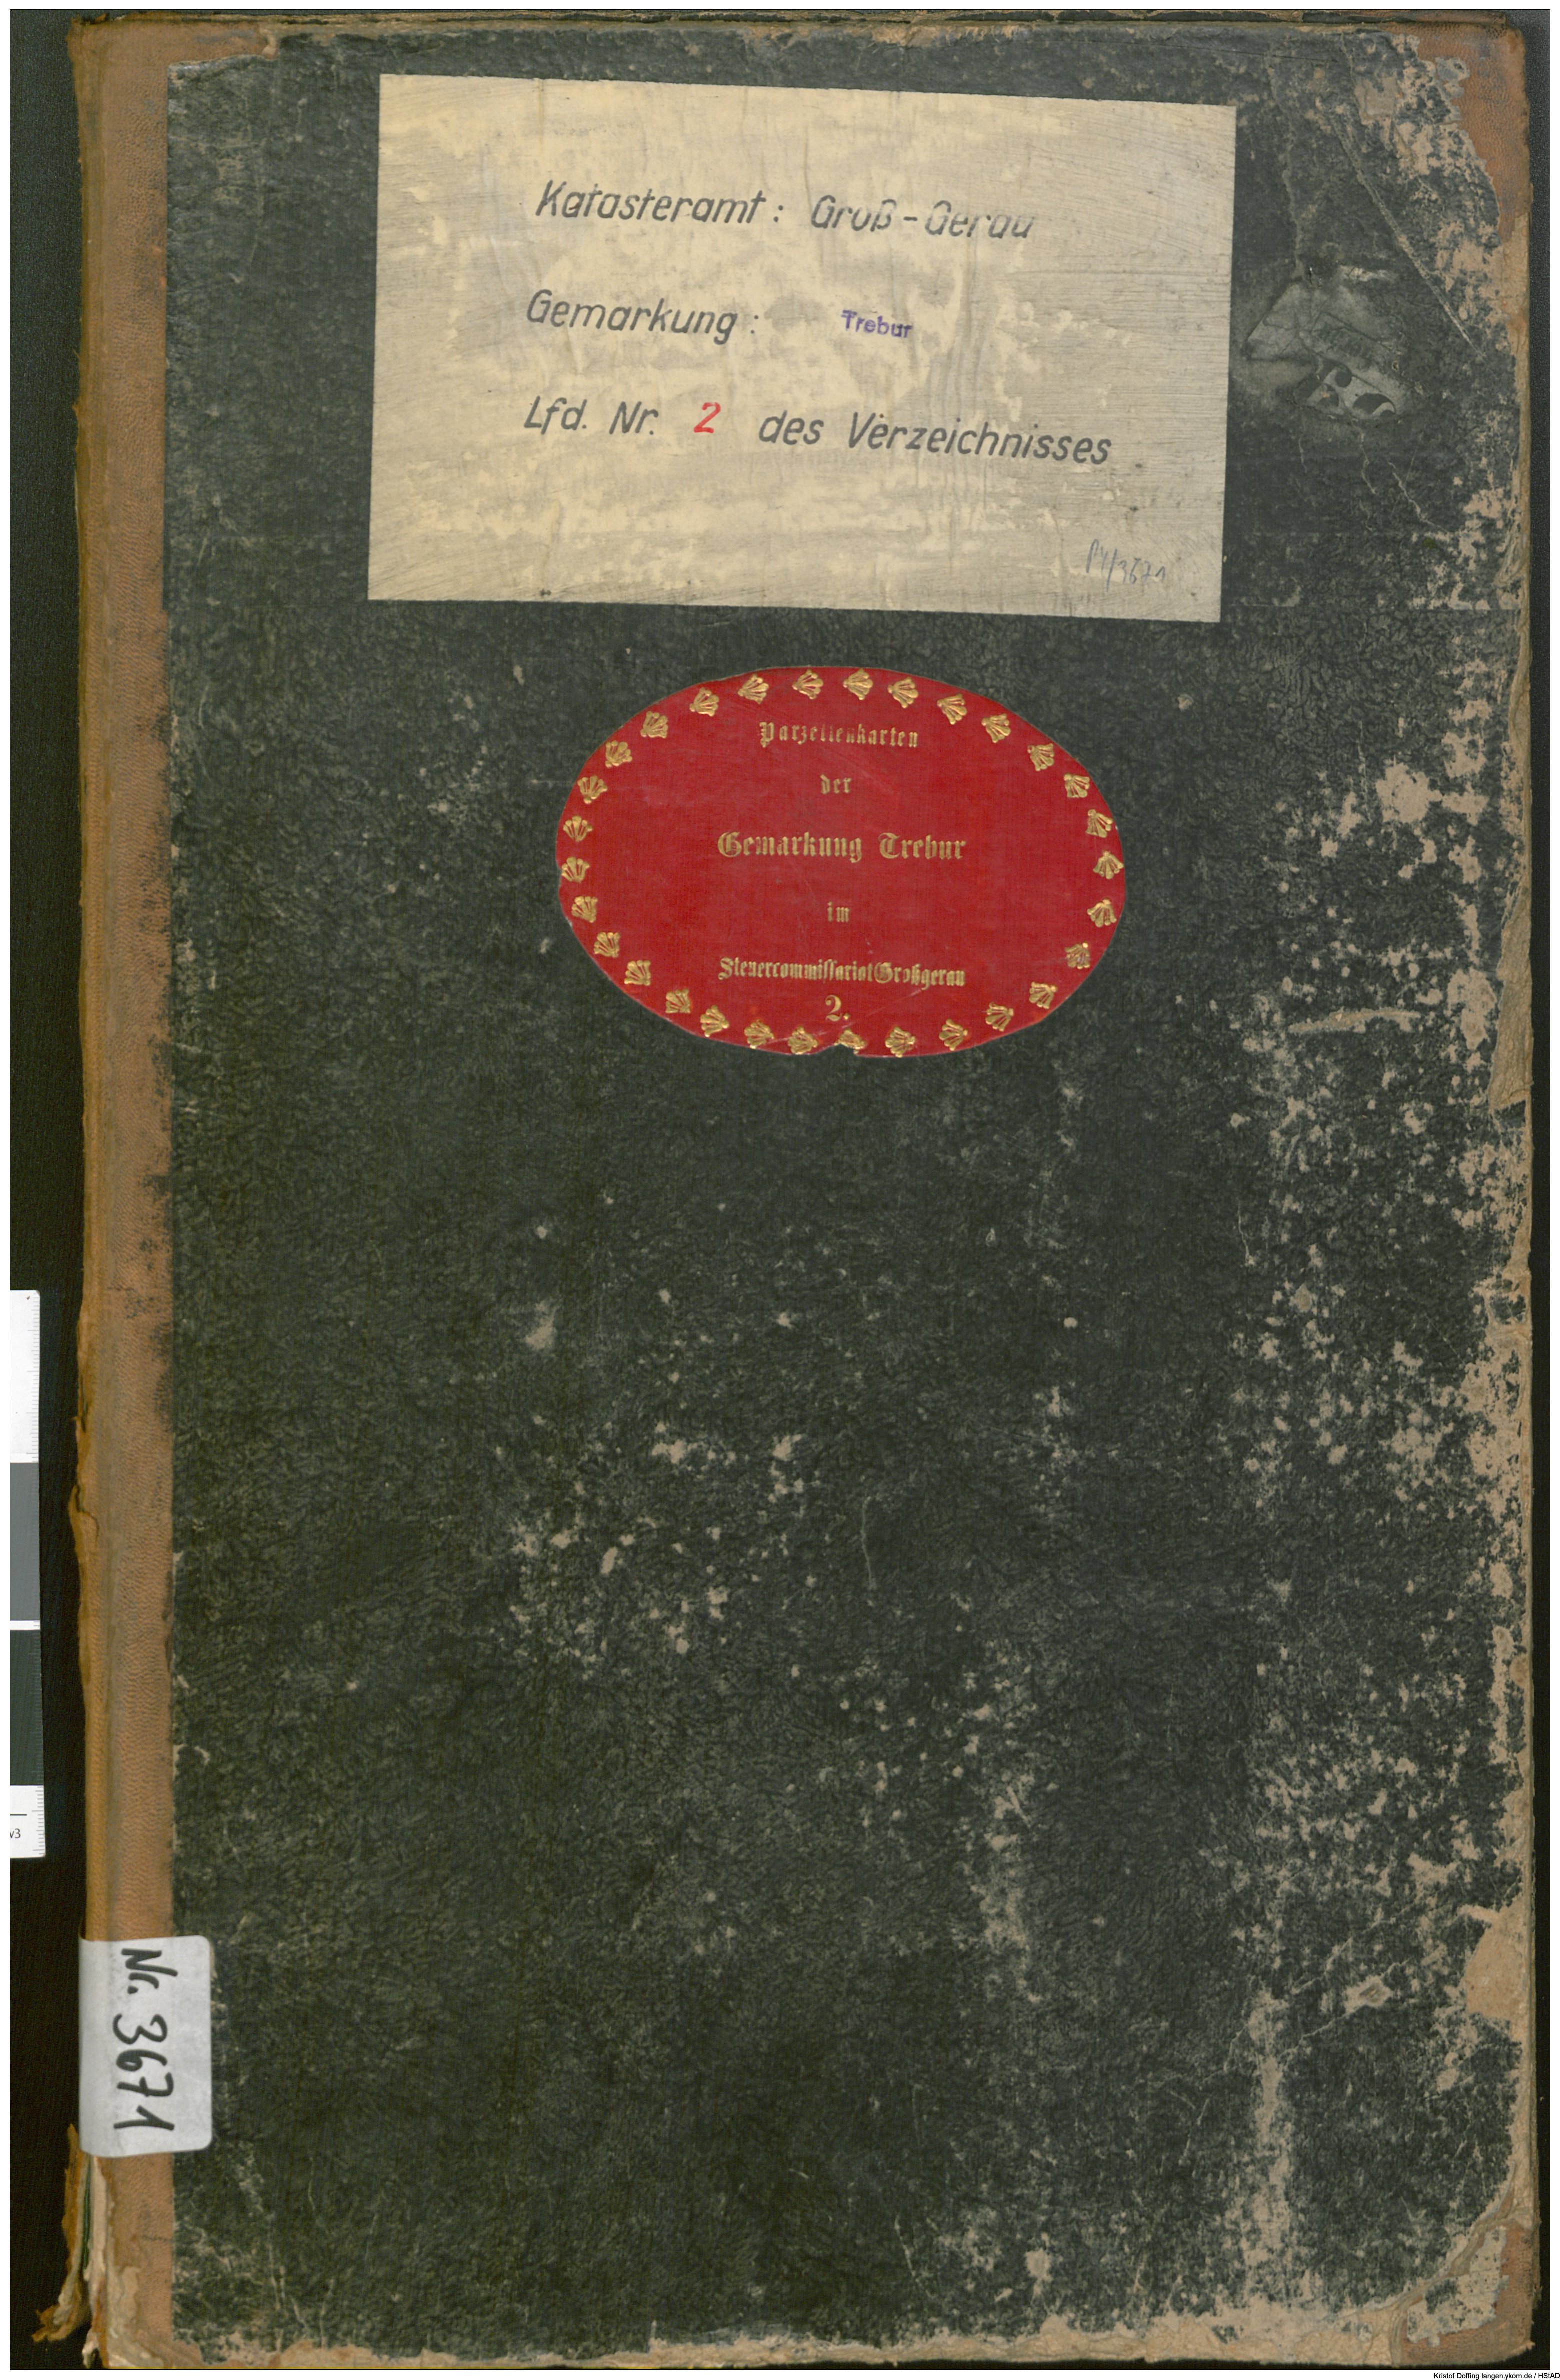 Katasteramt: Groß-Gerau
Gemarkung: Trebur
Lfd. Nr. 2 des Verzeichnisses
P4/3671
Parzellenkarten
der
Gemarkung Trebur
im
Steuercommissariat Großgerau
2.
Nr. 3671
v3
Kristof Doffing langen.ykom.de / HStAD